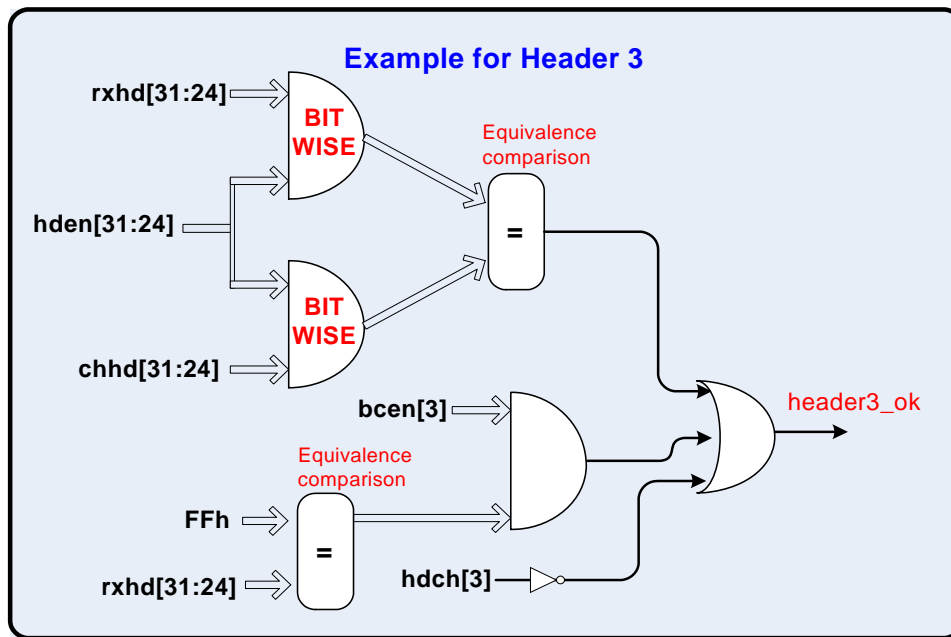 Example for Header 3
rxhd[31:24]
BIT
WISE
Equivalence
comparison
hden[31:24]
=
BIT
WISE
chhd[31:24]
bcen[3]
header3_ok
Equivalence
comparison
FFh
=
rxhd[31:24]
hdch[3]